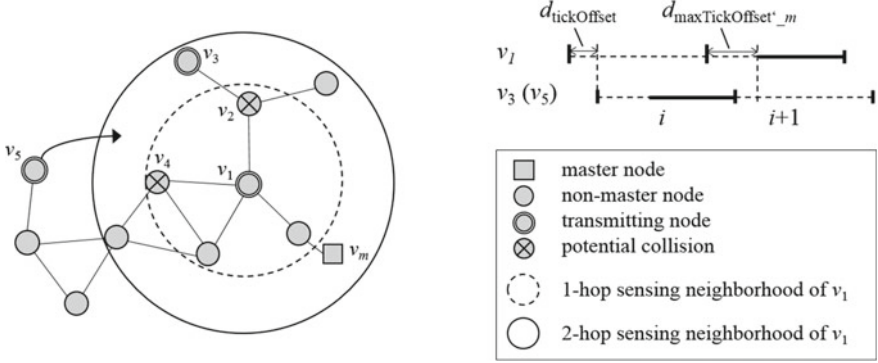 v3
v2
v5
v4
v1
vm
dtickOffset
dmaxTickOffset‘_m
v1
v3 (v5)
i
i+1
master node
non-master node
transmitting node
potential collision
1-hop sensing neighborhood of v1
2-hop sensing neighborhood of v1